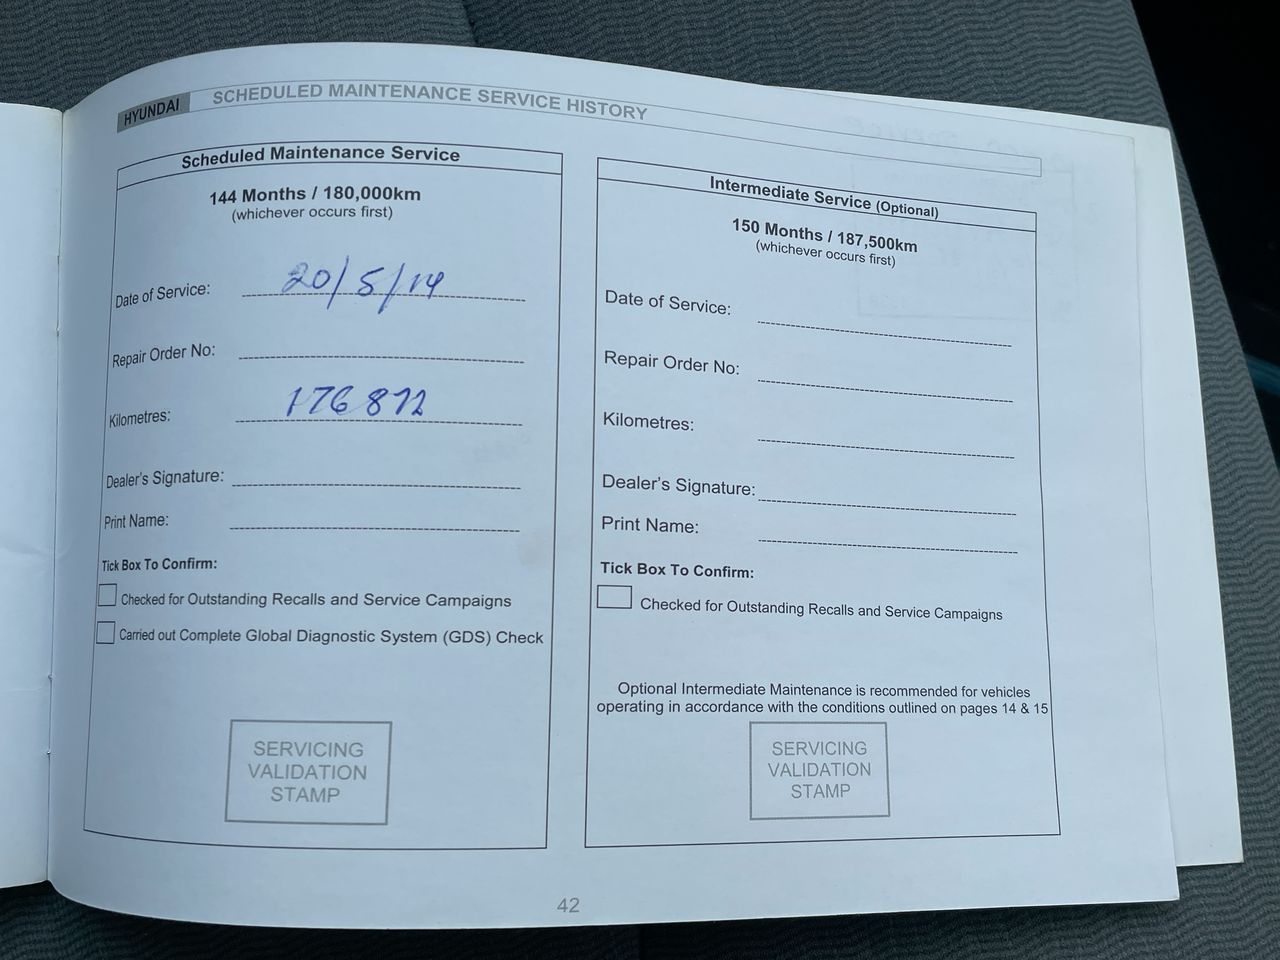 HYUNDAI SCHEDULED MAINTENANCE SERVICE HISTORY
Scheduled Maintenance Service
144 Months / 180,000km
(whichever occurs first)
Date of Service: 20/5/14
Repair Order No:
Kilometres: 176872
Dealer's Signature:
Print Name:
Tick Box To Confirm:
Checked for Outstanding Recalls and Service Campaigns
Carried out Complete Global Diagnostic System (GDS) Check
SERVICING
VALIDATION
STAMP
Intermediate Service (Optional)
150 Months / 187,500km
(whichever occurs first)
Date of Service:
Repair Order No:
Kilometres:
Dealer's Signature:
Print Name:
Tick Box To Confirm:
Checked for Outstanding Recalls and Service Campaigns
Optional Intermediate Maintenance is recommended for vehicles
operating in accordance with the conditions outlined on pages 14 & 15
SERVICING
VALIDATION
STAMP
42